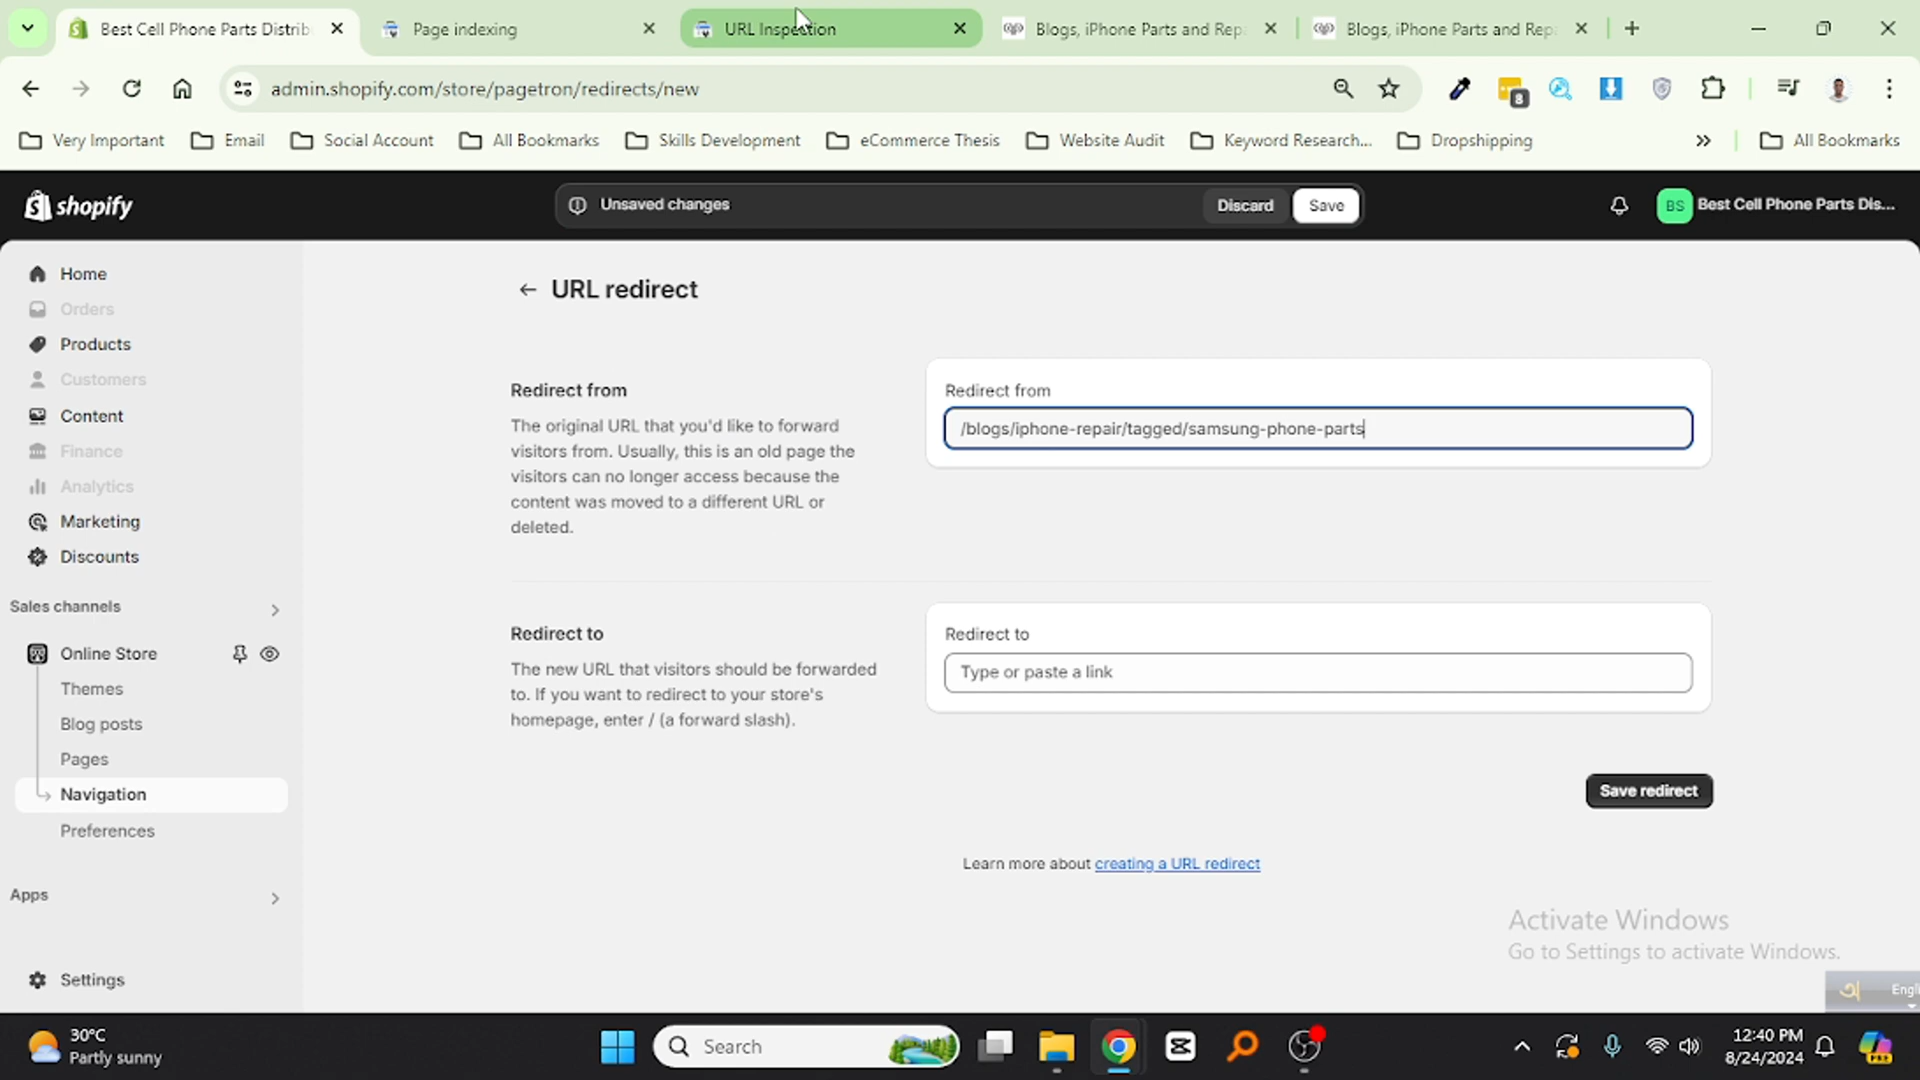 Best Cell Phone Parts Distrib
Page indexing
URL Inspection
Blogs, iPhone Parts and Rep
Blogs, iPhone Parts and Rep
admin.shopify.com/store/pagetron/redirects/new
8
Very Important
Email
Social Account
All Bookmarks
Skills Development
eCommerce Thesis
Website Audit
Keyword Research...
Dropshipping
All Bookmarks
shopify
Unsaved changes
Discard
Save
BS
Best Cell Phone Parts Dis...
Home
Orders
Products
Customers
Content
Finance
Analytics
Marketing
Discounts
Sales channels
Online Store
Themes
Blog posts
Pages
Navigation
Preferences
Apps
Settings
URL redirect
Redirect from
The original URL that you'd like to forward
visitors from. Usually, this is an old page the
visitors can no longer access because the
content was moved to a different URL or
deleted.
Redirect from
/blogs/iphone-repair/tagged/samsung-phone-parts
Redirect to
The new URL that visitors should be forwarded
to. If you want to redirect to your store's
homepage, enter / (a forward slash).
Redirect to
Type or paste a link
Save redirect
Learn more about creating a URL redirect
Activate Windows
Go to Settings to activate Windows.
অ
Engli
30°C
Partly sunny
Search
12:40 PM
8/24/2024